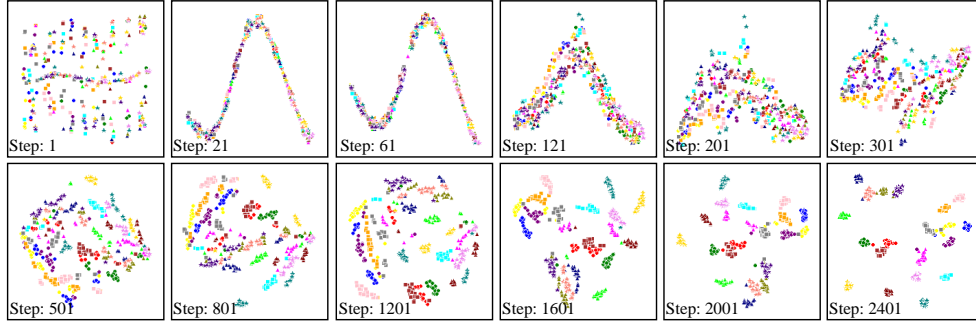 Step: 1
Step: 21
Step: 61
Step: 121
Step: 201
Step: 301
Step: 501
Step: 801
Step: 1201
Step: 1601
Step: 2001
Step: 2401